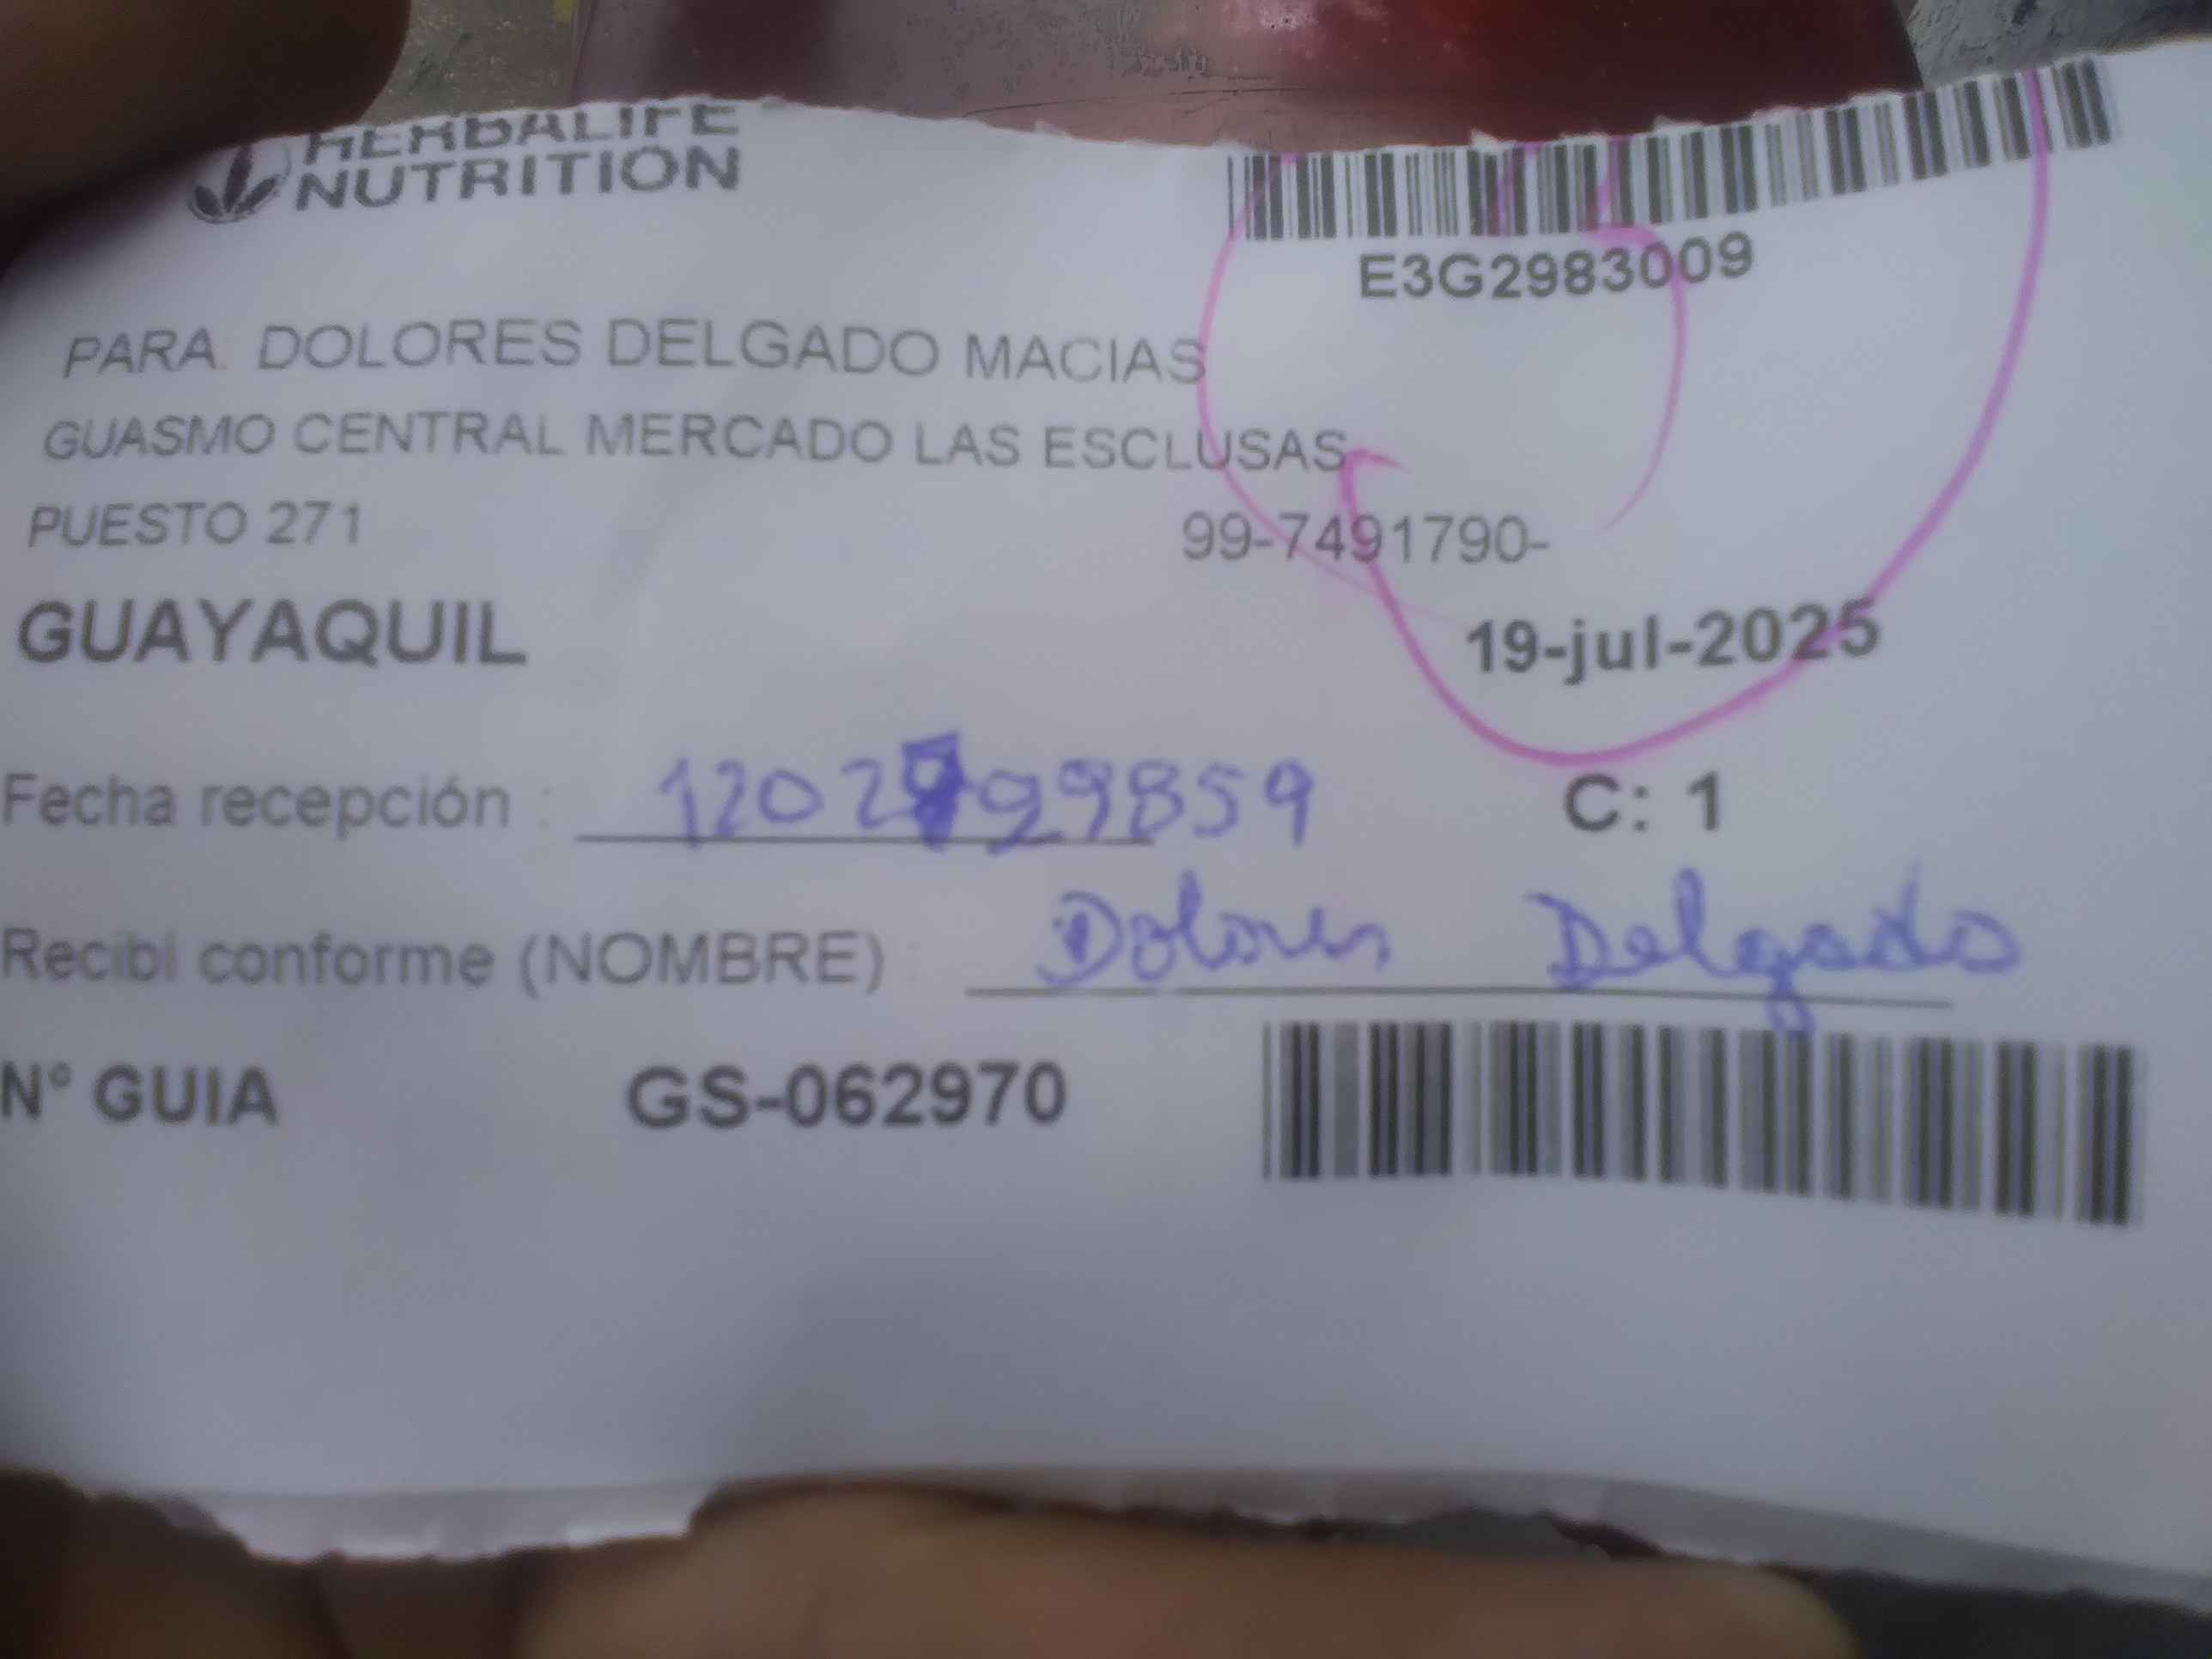 HERBALIFE
NUTRITION
E3G2983009
PARA. DOLORES DELGADO MACIAS
GUASMO CENTRAL MERCADO LAS ESCLUSAS
PUESTO 271
99-7491790-
GUAYAQUIL
19-jul-2025
Fecha recepción :
C: 1
Recibi conforme (NOMBRE) : Dolores Delgado
N° GUIA GS-062970